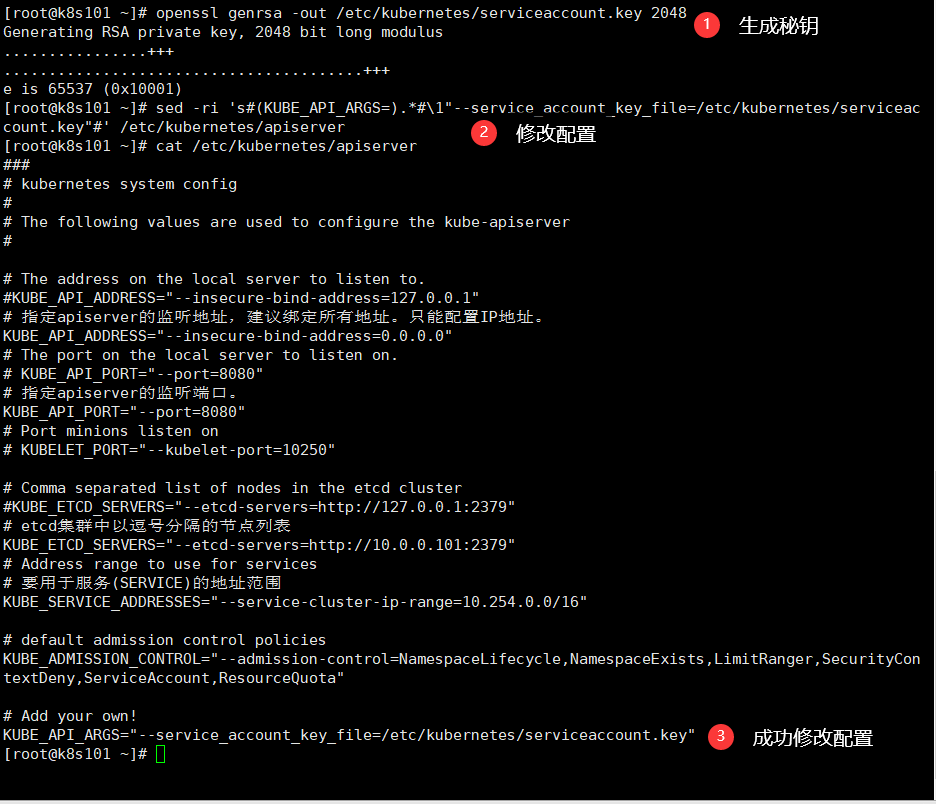 [root@k8s101 ~]# openssl genrsa -out /etc/kubernetes/serviceaccount.key 2048
1 生成秘钥
Generating RSA private key, 2048 bit long modulus
................+++
.......................................+++
e is 65537 (0x10001)
[root@k8s101 ~]# sed -ri 's#(KUBE_API_ARGS=).*#\1"--service_account_key_file=/etc/kubernetes/serviceac
count.key"#' /etc/kubernetes/apiserver
2 修改配置
[root@k8s101 ~]# cat /etc/kubernetes/apiserver
###
# kubernetes system config
#
# The following values are used to configure the kube-apiserver
#
# The address on the local server to listen to.
#KUBE_API_ADDRESS="--insecure-bind-address=127.0.0.1"
# 指定apiserver的监听地址，建议绑定所有地址。只能配置IP地址。
KUBE_API_ADDRESS="--insecure-bind-address=0.0.0.0"
# The port on the local server to listen on.
# KUBE_API_PORT="--port=8080"
# 指定apiserver的监听端口。
KUBE_API_PORT="--port=8080"
# Port minions listen on
# KUBELET_PORT="--kubelet-port=10250"
# Comma separated list of nodes in the etcd cluster
#KUBE_ETCD_SERVERS="--etcd-servers=http://127.0.0.1:2379"
# etcd集群中以逗号分隔的节点列表
KUBE_ETCD_SERVERS="--etcd-servers=http://10.0.0.101:2379"
# Address range to use for services
# 要用于服务(SERVICE)的地址范围
KUBE_SERVICE_ADDRESSES="--service-cluster-ip-range=10.254.0.0/16"
# default admission control policies
KUBE_ADMISSION_CONTROL="--admission-control=NamespaceLifecycle,NamespaceExists,LimitRanger,SecurityCon
textDeny,ServiceAccount,ResourceQuota"
# Add your own!
KUBE_API_ARGS="--service_account_key_file=/etc/kubernetes/serviceaccount.key"
3 成功修改配置
[root@k8s101 ~]#